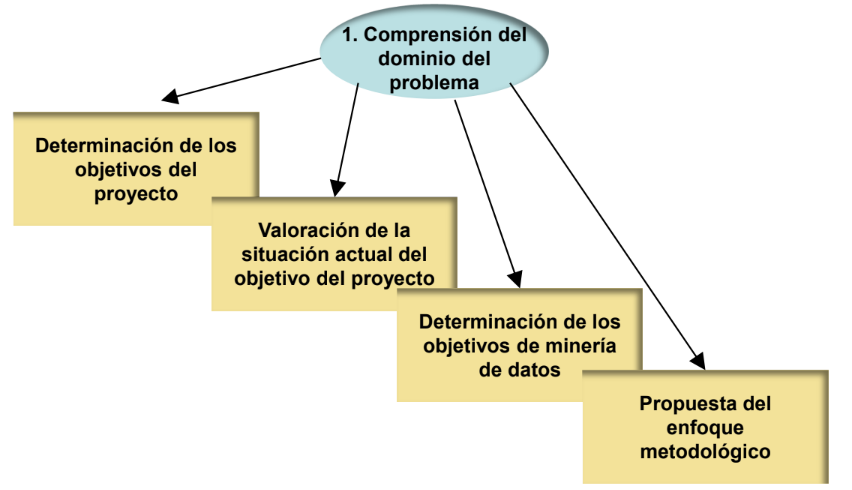 1. Comprensión del
dominio del
problema
Determinación de los
objetivos del
proyecto
Valoración de la
situación actual del
objetivo del proyecto
Determinación de los
objetivos de minería
de datos
Propuesta del
enfoque
metodológico